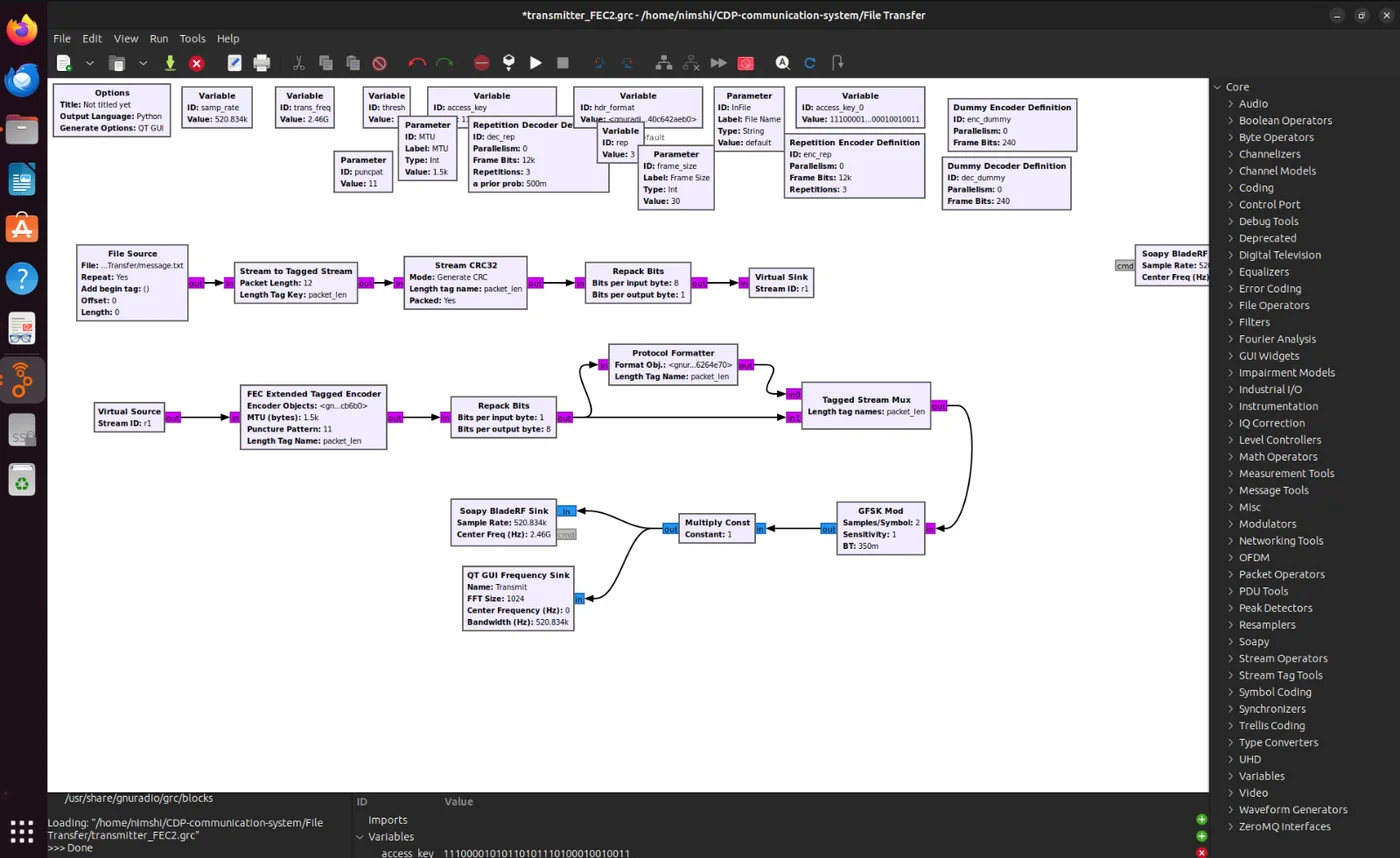 *transmitter_FEC2.grc - /home/nimshi/CDP-communication-system/File Transfer
File Edit View Run Tools Help
Options
Title: Not titled yet
Output Language: Python
Generate Options: QT GUI
Variable
ID: samp_rate
Value: 520.834k
Variable
ID: trans_freq
Value: 2.46G
Variable
ID: thresh
Value:
Variable
ID: access_key
Variable
ID: hdr_format
Value: <gnuradi...40c642aeb0>
Parameter
ID: InFile
Label: File Name
Type: String
Value: default
Variable
ID: access_key_0
Value: 11100001...00010010011
Dummy Encoder Definition
ID: enc_dummy
Parallelism: 0
Frame Bits: 240
Parameter
ID: puncpat
Value: 11
Parameter
ID: MTU
Label: MTU
Type: Int
Value: 1.5k
Repetition Decoder De
ID: dec_rep
Parallelism: 0
Frame Bits: 12k
Repetitions: 3
a prior prob: 500m
Variable
ID: rep
Value: 3
Parameter
ID: frame_size
Label: Frame Size
Type: Int
Value: 30
Repetition Encoder Definition
ID: enc_rep
Parallelism: 0
Frame Bits: 12k
Repetitions: 3
Dummy Decoder Definition
ID: dec_dummy
Parallelism: 0
Frame Bits: 240
File Source
File: ...Transfer/message.txt
Repeat: Yes
Add begin tag: ()
Offset: 0
Length: 0
out
in
Stream to Tagged Stream
Packet Length: 12
Length Tag Key: packet_len
out
in
Stream CRC32
Mode: Generate CRC
Length tag name: packet_len
Packed: Yes
out
in
Repack Bits
Bits per input byte: 8
Bits per output byte: 1
out
in
Virtual Sink
Stream ID: r1
cmd
Soapy BladeRF
Sample Rate: 520
Center Freq (Hz)
Virtual Source
Stream ID: r1
out
in
FEC Extended Tagged Encoder
Encoder Objects: <gn...cb6b0>
MTU (bytes): 1.5k
Puncture Pattern: 11
Length Tag Name: packet_len
out
in
Repack Bits
Bits per input byte: 1
Bits per output byte: 8
out
in
Protocol Formatter
Format Obj.: <gnur...6264e70>
Length Tag Name: packet_len
out
in0
in1
Tagged Stream Mux
Length tag names: packet_len
out
Soapy BladeRF Sink
Sample Rate: 520.834k
Center Freq (Hz): 2.46G
in
cmd
out
Multiply Const
Constant: 1
in
out
GFSK Mod
Samples/Symbol: 2
Sensitivity: 1
BT: 350m
in
QT GUI Frequency Sink
Name: Transmit
FFT Size: 1024
Center Frequency (Hz): 0
Bandwidth (Hz): 520.834k
in
Core
Audio
Boolean Operators
Byte Operators
Channelizers
Channel Models
Coding
Control Port
Debug Tools
Deprecated
Digital Television
Equalizers
Error Coding
File Operators
Filters
Fourier Analysis
GUI Widgets
Impairment Models
Industrial I/O
Instrumentation
IQ Correction
Level Controllers
Math Operators
Measurement Tools
Message Tools
Misc
Modulators
Networking Tools
OFDM
Packet Operators
PDU Tools
Peak Detectors
Resamplers
Soapy
Stream Operators
Stream Tag Tools
Symbol Coding
Synchronizers
Trellis Coding
Type Converters
UHD
Variables
Video
Waveform Generators
ZeroMQ Interfaces
/usr/share/gnuradio/grc/blocks
Loading: "/home/nimshi/CDP-communication-system/File
Transfer/transmitter_FEC2.grc"
>>> Done
ID Value
Imports
Variables
access_key 11100001010110101110100010010011